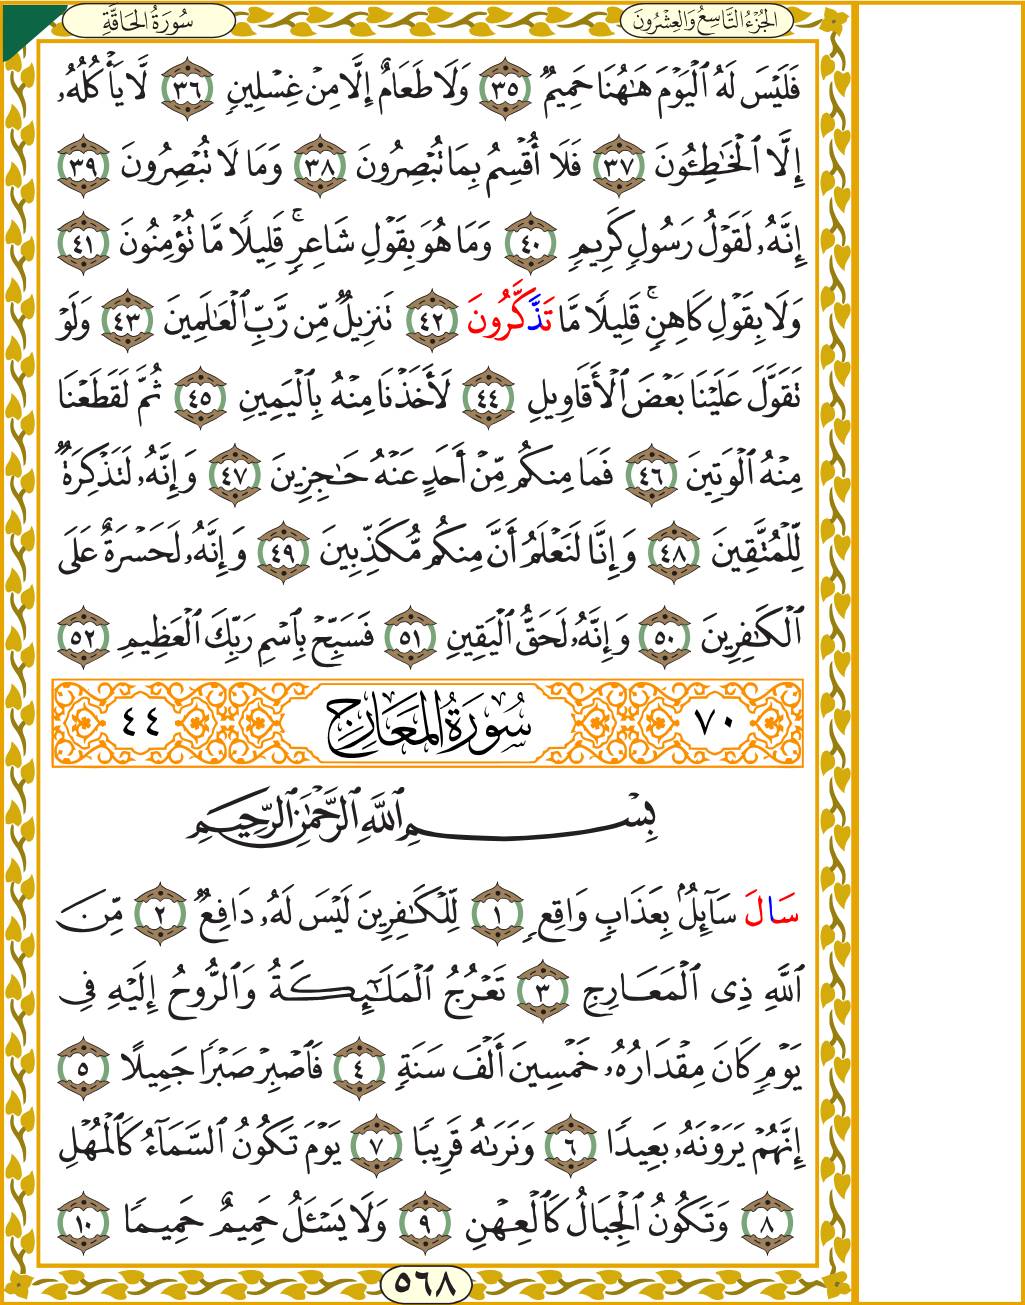 الجُزْءُ التَّاسِعُ وَالعِشْرُونَ
سُورَةُ الحَاقَّةِ
فَلَيْسَ لَهُ ٱلْيَوْمَ هَٰهُنَا حَمِيمٌ ٣٥ وَلَا طَعَامٌ إِلَّا مِنْ غِسْلِينٍ ٣٦ لَّا يَأْكُلُهُۥ
إِلَّا ٱلْخَٰطِـُٔونَ ٣٧ فَلَا أُقْسِمُ بِمَا تُبْصِرُونَ ٣٨ وَمَا لَا تُبْصِرُونَ ٣٩
إِنَّهُۥ لَقَوْلُ رَسُولٍ كَرِيمٍ ٤٠ وَمَا هُوَ بِقَوْلِ شَاعِرٍۚ قَلِيلًا مَّا تُؤْمِنُونَ ٤١
وَلَا بِقَوْلِ كَاهِنٍۚ قَلِيلًا مَّا تَذَّكَّرُونَ ٤٢ تَنزِيلٌ مِّن رَّبِّ ٱلْعَٰلَمِينَ ٤٣ وَلَوْ
تَقَوَّلَ عَلَيْنَا بَعْضَ ٱلْأَقَاوِيلِ ٤٤ لَأَخَذْنَا مِنْهُ بِٱلْيَمِينِ ٤٥ ثُمَّ لَقَطَعْنَا
مِنْهُ ٱلْوَتِينَ ٤٦ فَمَا مِنكُم مِّنْ أَحَدٍ عَنْهُ حَٰجِزِينَ ٤٧ وَإِنَّهُۥ لَتَذْكِرَةٌ
لِّلْمُتَّقِينَ ٤٨ وَإِنَّا لَنَعْلَمُ أَنَّ مِنكُم مُّكَذِّبِينَ ٤٩ وَإِنَّهُۥ لَحَسْرَةٌ عَلَى
ٱلْكَٰفِرِينَ ٥٠ وَإِنَّهُۥ لَحَقُّ ٱلْيَقِينِ ٥١ فَسَبِّحْ بِٱسْمِ رَبِّكَ ٱلْعَظِيمِ ٥٢
٧٠ سُورَةُ المَعَارِجِ ٤٤
بِسْمِ ٱللَّهِ ٱلرَّحْمَٰنِ ٱلرَّحِيمِ
سَالَ سَآئِلٌۢ بِعَذَابٍ وَاقِعٍ ١ لِّلْكَٰفِرِينَ لَيْسَ لَهُۥ دَافِعٌ ٢ مِّنَ
ٱللَّهِ ذِى ٱلْمَعَارِجِ ٣ تَعْرُجُ ٱلْمَلَٰٓئِكَةُ وَٱلرُّوحُ إِلَيْهِ فِى
يَوْمٍ كَانَ مِقْدَارُهُۥ خَمْسِينَ أَلْفَ سَنَةٍ ٤ فَٱصْبِرْ صَبْرًا جَمِيلًا ٥
إِنَّهُمْ يَرَوْنَهُۥ بَعِيدًا ٦ وَنَرَىٰهُ قَرِيبًا ٧ يَوْمَ تَكُونُ ٱلسَّمَآءُ كَٱلْمُهْلِ
٨ وَتَكُونُ ٱلْجِبَالُ كَٱلْعِهْنِ ٩ وَلَا يَسْـَٔلُ حَمِيمٌ حَمِيمًا ١٠
٥٦٨